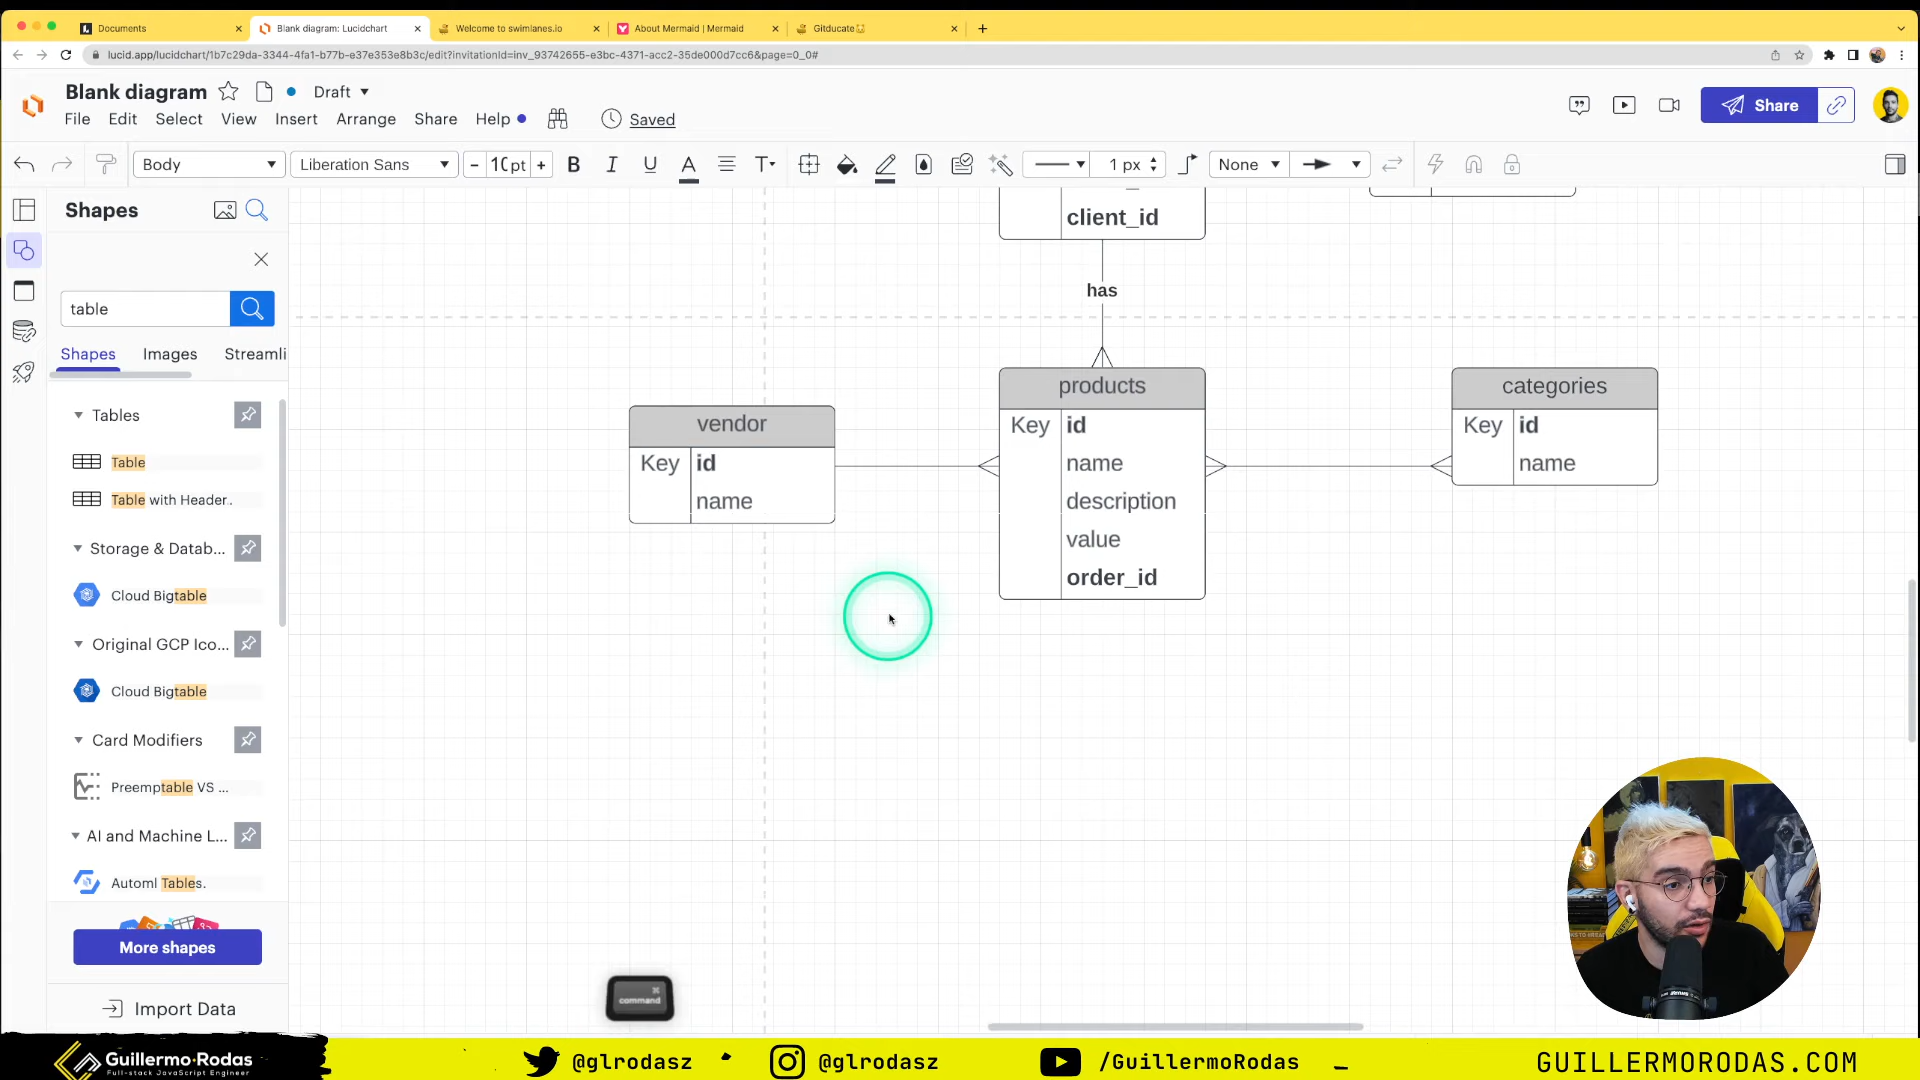 Documents
Blank diagram: Lucidchart
Welcome to swimlanes.io
About Mermaid | Mermaid
Gitducate
lucid.app/lucidchart/1b7c29da-3344-4fa1-b77b-e37e353e8b3c/edit?invitationId=inv_93742655-e3bc-4371-acc2-35de000d7cc6&page=0_0#
Blank diagram
Draft
File Edit Select View Insert Arrange Share Help
Saved
Share
Body
Liberation Sans
- 10 pt +
B I U A T
1 px
None
Shapes
table
Shapes Images Streamli
Tables
Table
Table with Header..
Storage & Datab...
Cloud Bigtable
Original GCP Ico...
Cloud Bigtable
Card Modifiers
Preemptable VS ...
AI and Machine L...
Automl Tables.
More shapes
Import Data
client_id
has
vendor
Key id
name
products
Key id
name
description
value
order_id
categories
Key id
name
command
Guillermo Rodas
Full-stack JavaScript Engineer
@glrodasz
@glrodasz
/GuillermoRodas
GUILLERMORODAS.COM